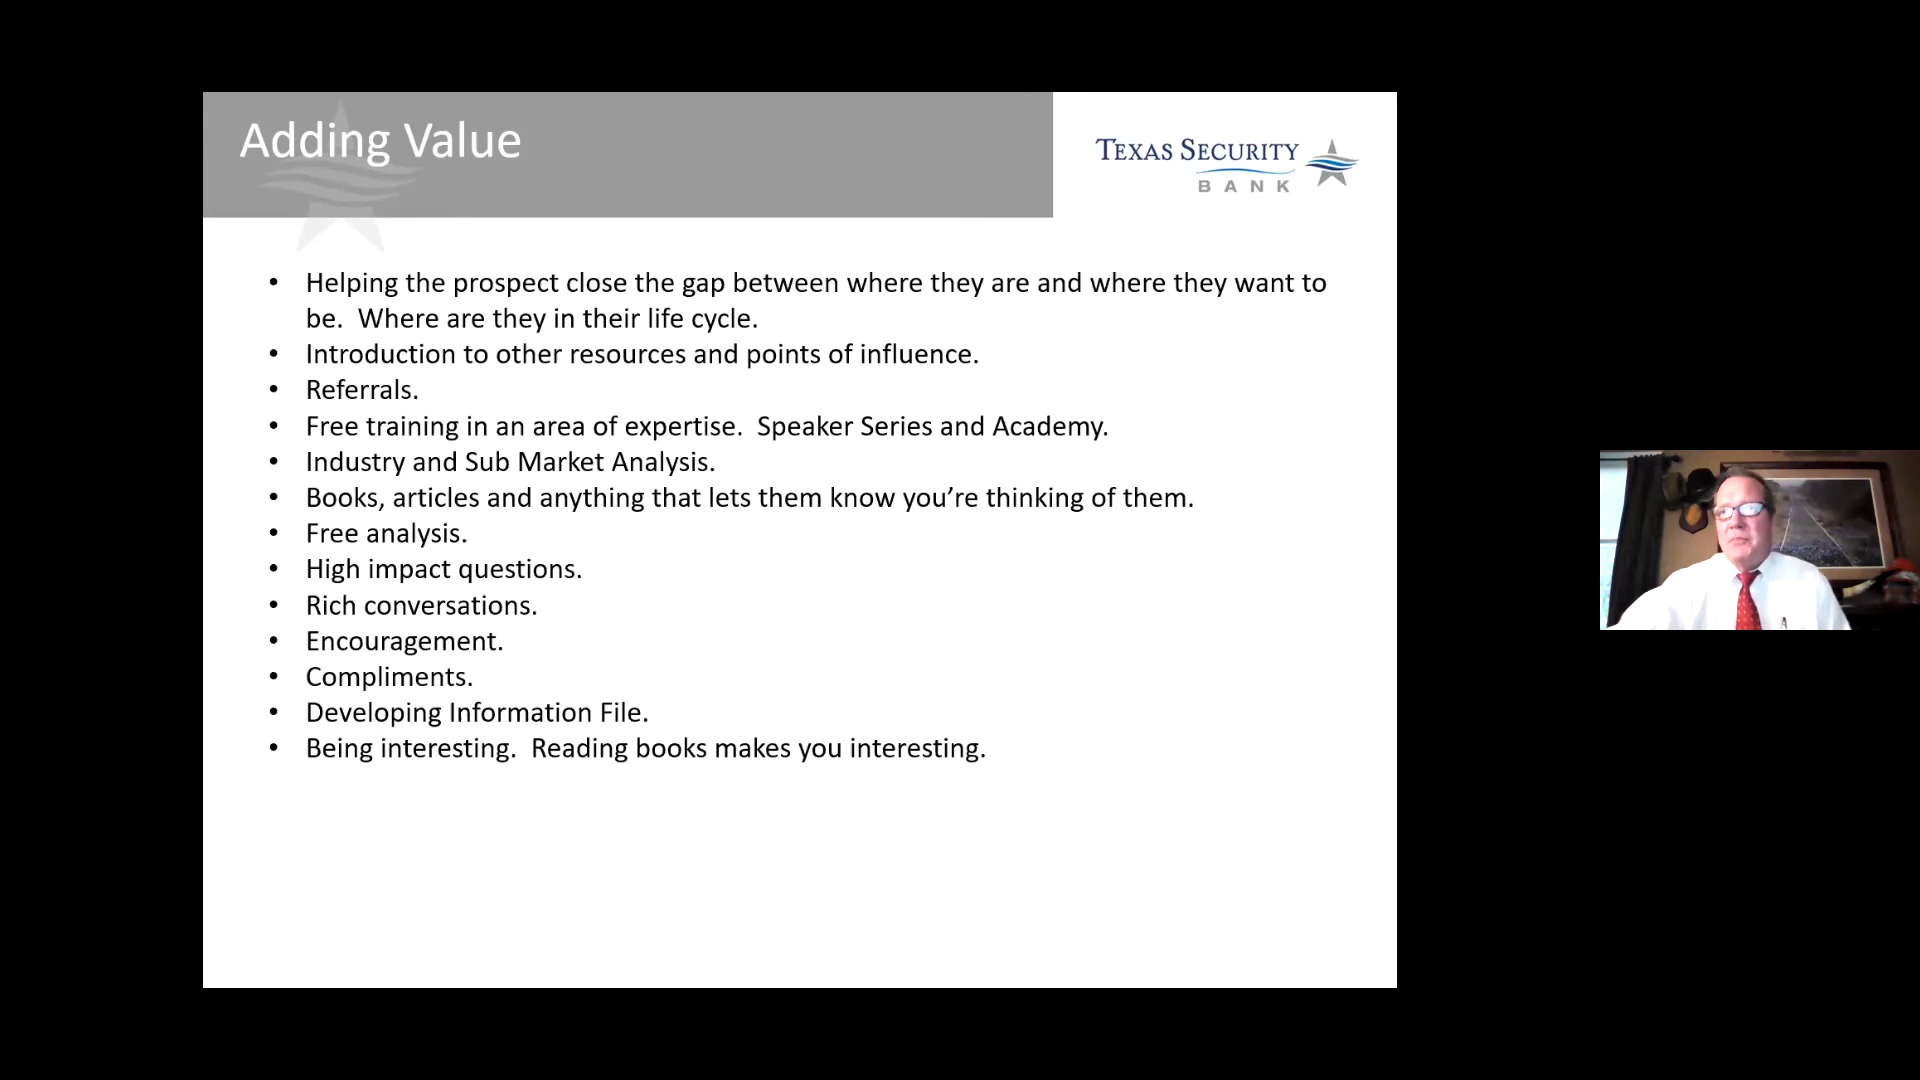 Adding Value
TEXAS SECURITY
BANK
• Helping the prospect close the gap between where they are and where they want to
be.  Where are they in their life cycle.
• Introduction to other resources and points of influence.
• Referrals.
• Free training in an area of expertise.  Speaker Series and Academy.
• Industry and Sub Market Analysis.
• Books, articles and anything that lets them know you’re thinking of them.
• Free analysis.
• High impact questions.
• Rich conversations.
• Encouragement.
• Compliments.
• Developing Information File.
• Being interesting.  Reading books makes you interesting.